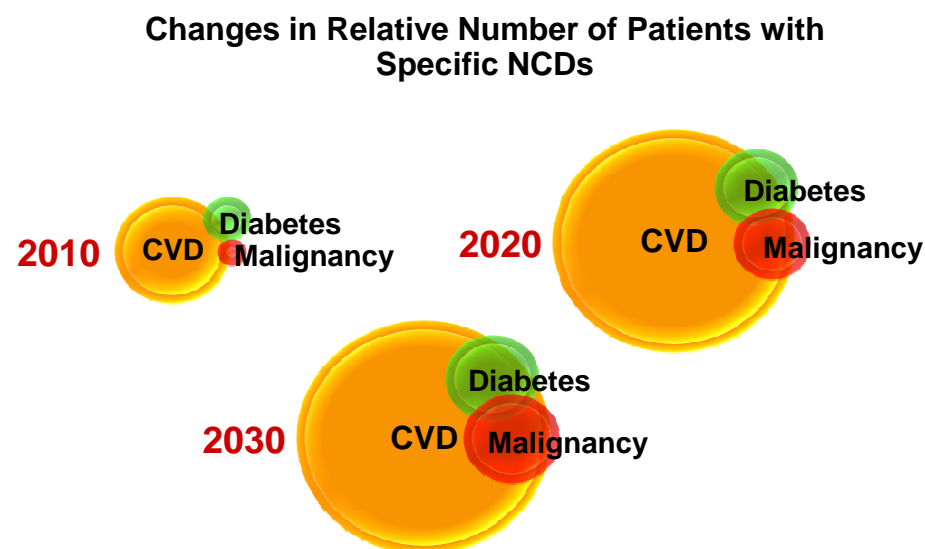 Changes in Relative Number of Patients with
Specific NCDs
2010
CVD
Diabetes
Malignancy
2020
CVD
Diabetes
Malignancy
2030
CVD
Diabetes
Malignancy